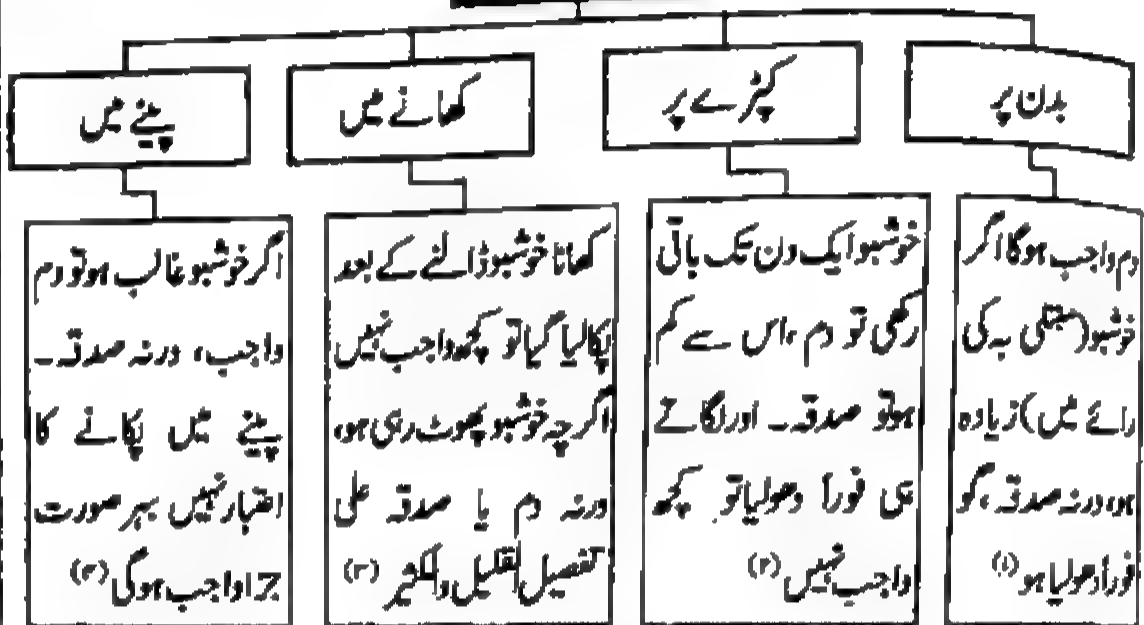 بدن پر
کپڑے پر
کھانے میں
پینے میں
دم واجب ہوگا اگر
خوشبو (مبتلی بہ کی
رائے میں) زیادہ
ہو، ورنہ صدقہ، گو
فوراً دھولیا ہو (۱)
خوشبو ایک دن تک باقی
رکھی تو دم، اس سے کم
ہو تو صدقہ۔ اور لگاتے
ہی فوراً دھولیا تو کچھ
واجب نہیں (۲)
کھانا خوشبو ڈالنے کے بعد
پکالیا گیا تو کچھ واجب نہیں
اگرچہ خوشبو پھوٹ رہی ہو،
ورنہ دم یا صدقہ علی
تفصیل القلیل والکثیر (۳)
اگر خوشبو غالب ہو تو دم
واجب، ورنہ صدقہ۔
پینے میں پکانے کا
اعتبار نہیں بہر صورت
جزا واجب ہوگی (۴)